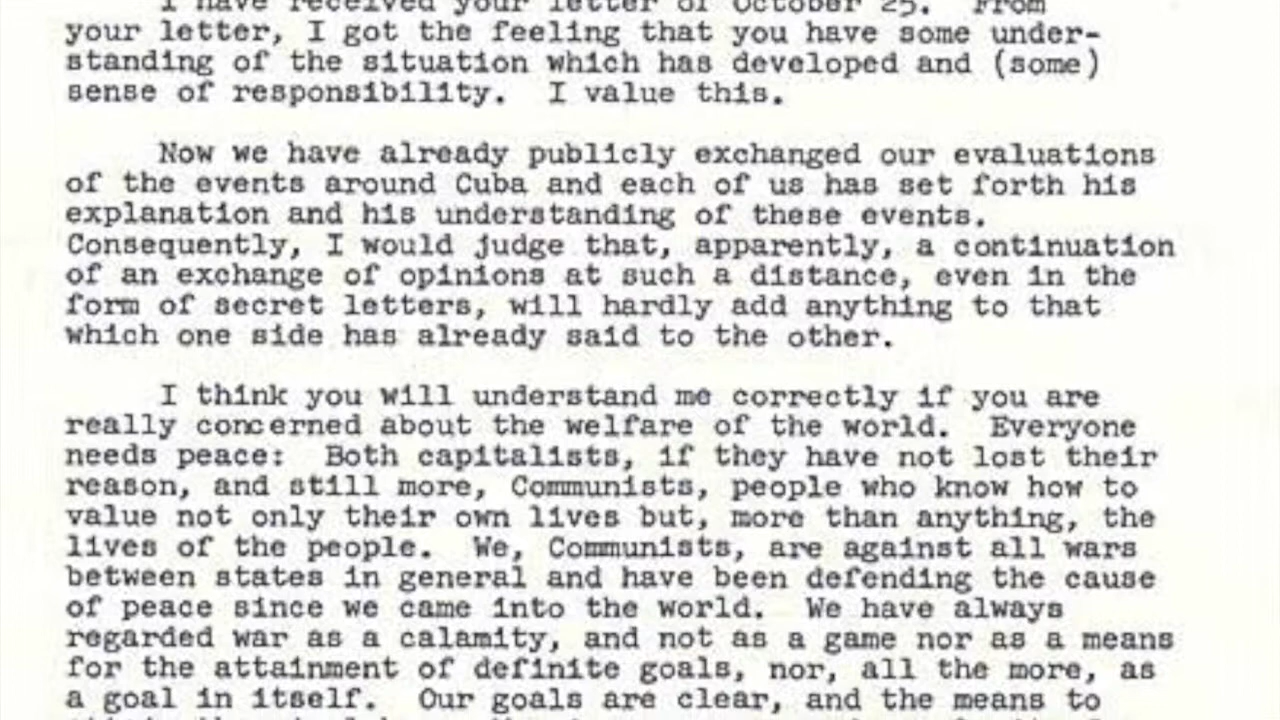 I have received your letter of October 25. From
your letter, I got the feeling that you have some under-
standing of the situation which has developed and (some)
sense of responsibility. I value this.
Now we have already publicly exchanged our evaluations
of the events around Cuba and each of us has set forth his
explanation and his understanding of these events.
Consequently, I would judge that, apparently, a continuation
of an exchange of opinions at such a distance, even in the
form of secret letters, will hardly add anything to that
which one side has already said to the other.
I think you will understand me correctly if you are
really concerned about the welfare of the world. Everyone
needs peace: Both capitalists, if they have not lost their
reason, and still more, Communists, people who know how to
value not only their own lives but, more than anything, the
lives of the people. We, Communists, are against all wars
between states in general and have been defending the cause
of peace since we came into the world. We have always
regarded war as a calamity, and not as a game nor as a means
for the attainment of definite goals, nor, all the more, as
a goal in itself. Our goals are clear, and the means to